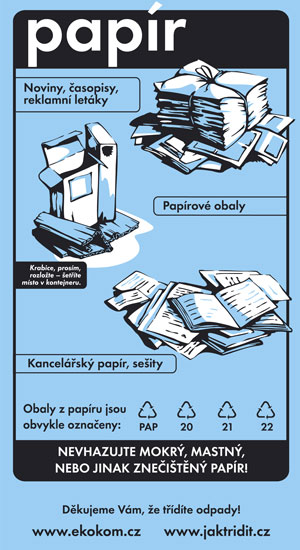 papír
Noviny, časopisy,
reklamní letáky
Papírové obaly
Krabice, prosím,
rozložte – šetříte
místo v kontejneru.
Kancelářský papír, sešity
Obaly z papíru jsou
obvykle označeny:
PAP 20 21 22
NEVHAZUJTE MOKRÝ, MASTNÝ,
NEBO JINAK ZNEČIŠTĚNÝ PAPÍR!
Děkujeme Vám, že třídíte odpady!
www.ekokom.cz www.jaktridit.cz